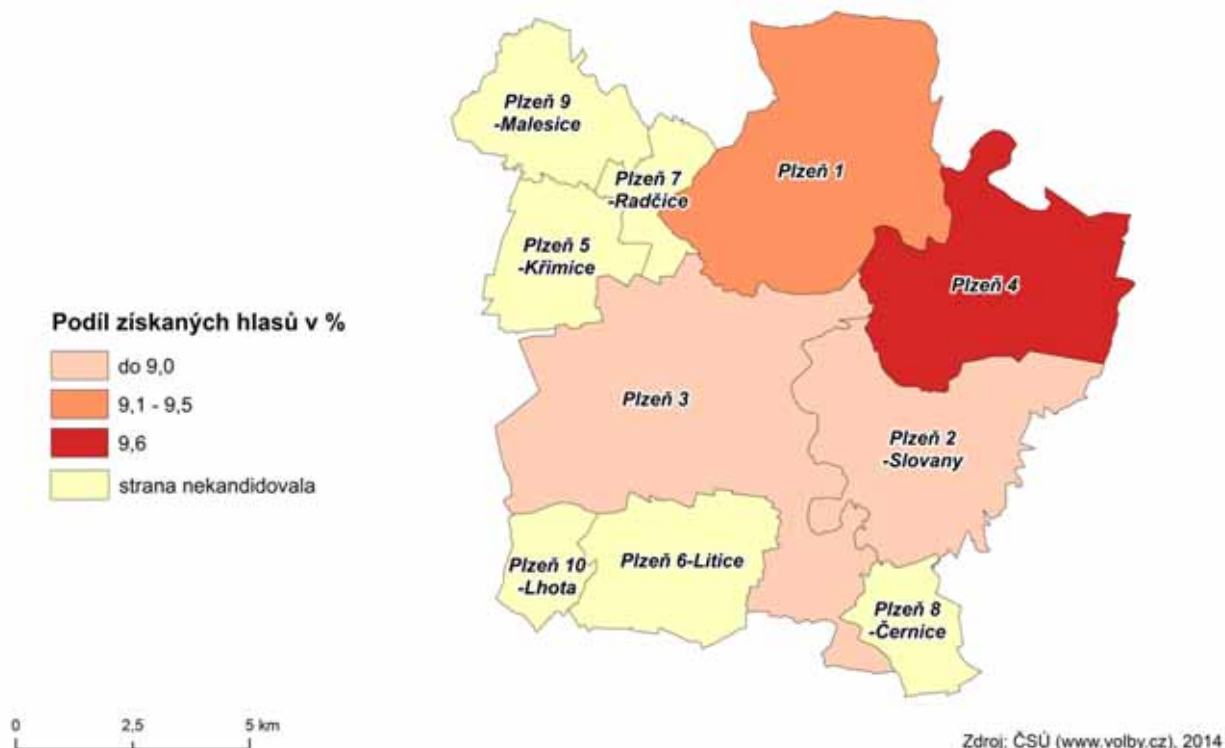 Plzeň 9
-Malesice
Plzeň 7
-Radčice
Plzeň 1
Plzeň 5
-Křimice
Plzeň 4
Podíl získaných hlasů v %
do 9,0
9,1 - 9,5
9,6
strana nekandidovala
Plzeň 3
Plzeň 2
-Slovany
Plzeň 10
-Lhota
Plzeň 6-Litice
Plzeň 8
-Černice
0 2,5 5 km
Zdroj: ČSÚ (www.volby.cz), 2014